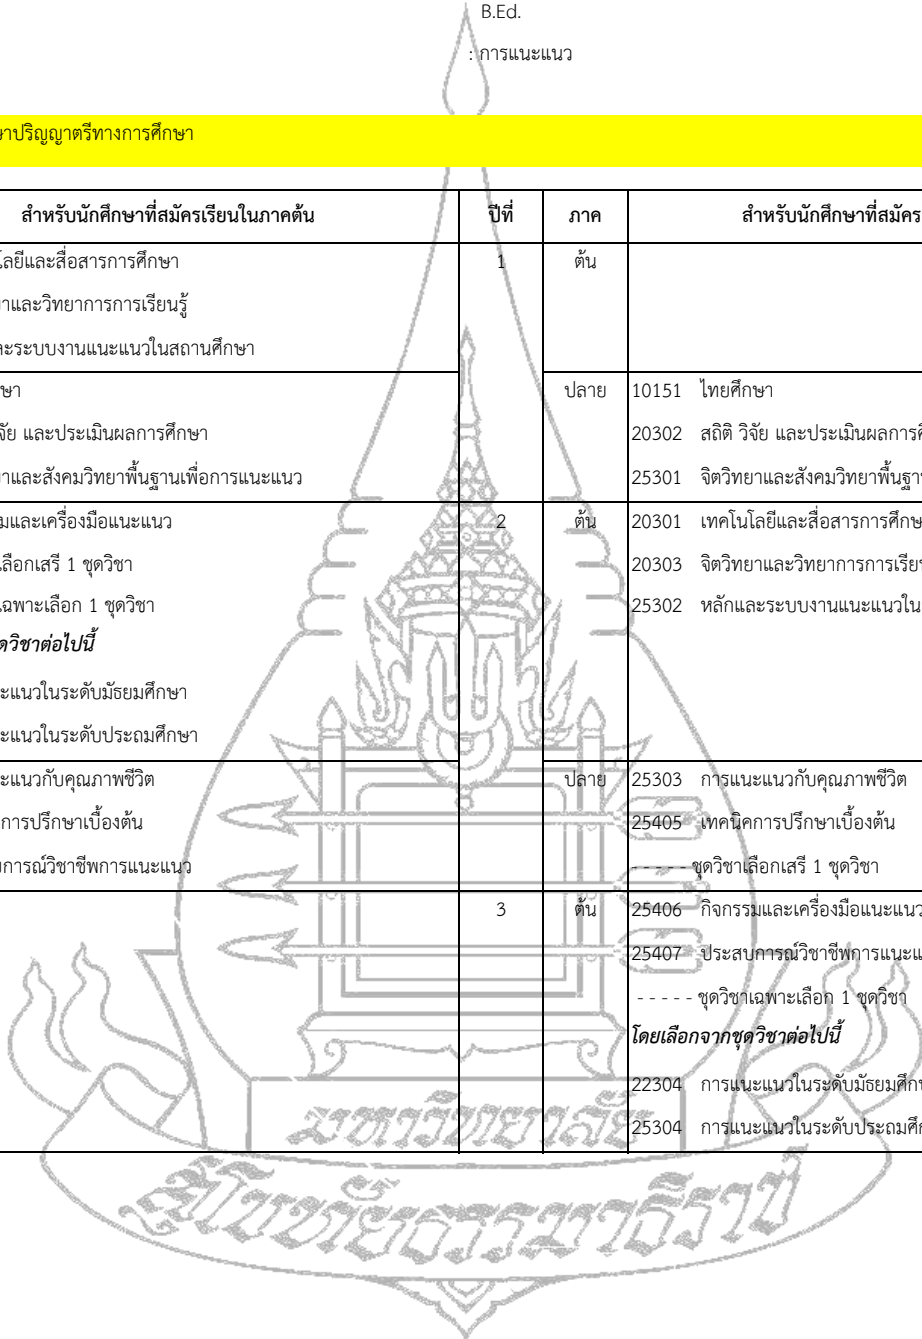 B.Ed.
: การแนะแนว
ษาปริญญาตรีทางการศึกษา
สำหรับนักศึกษาที่สมัครเรียนในภาคต้น ปีที่ ภาค สำหรับนักศึกษาที่สมัคร
โลยีและสื่อสารการศึกษา 1 ต้น
ยาและวิทยาการการเรียนรู้
ละระบบงานแนะแนวในสถานศึกษา
ษา ปลาย 10151 ไทยศึกษา
จัย และประเมินผลการศึกษา 20302 สถิติ วิจัย และประเมินผลการศึ
ยาและสังคมวิทยาพื้นฐานเพื่อการแนะแนว 25301 จิตวิทยาและสังคมวิทยาพื้นฐาน
มและเครื่องมือแนะแนว 2 ต้น 20301 เทคโนโลยีและสื่อสารการศึกษ
ลือกเสรี 1 ชุดวิชา 20303 จิตวิทยาและวิทยาการการเรีย
เฉพาะเลือก 1 ชุดวิชา 25302 หลักและระบบงานแนะแนวใน
ดวิชาต่อไปนี้
ะแนวในระดับมัธยมศึกษา
ะแนวในระดับประถมศึกษา
ะแนวกับคุณภาพชีวิต ปลาย 25303 การแนะแนวกับคุณภาพชีวิต
การปรึกษาเบื้องต้น 25405 เทคนิคการปรึกษาเบื้องต้น
การณ์วิชาชีพการแนะแนว - - - - - ชุดวิชาเลือกเสรี 1 ชุดวิชา
3 ต้น 25406 กิจกรรมและเครื่องมือแนะแนว
25407 ประสบการณ์วิชาชีพการแนะแ
- - - - - ชุดวิชาเฉพาะเลือก 1 ชุดวิชา
โดยเลือกจากชุดวิชาต่อไปนี้
22304 การแนะแนวในระดับมัธยมศึก
25304 การแนะแนวในระดับประถมศึ
มหาวิทยาลัย
สุโขทัยธรรมาธิราช